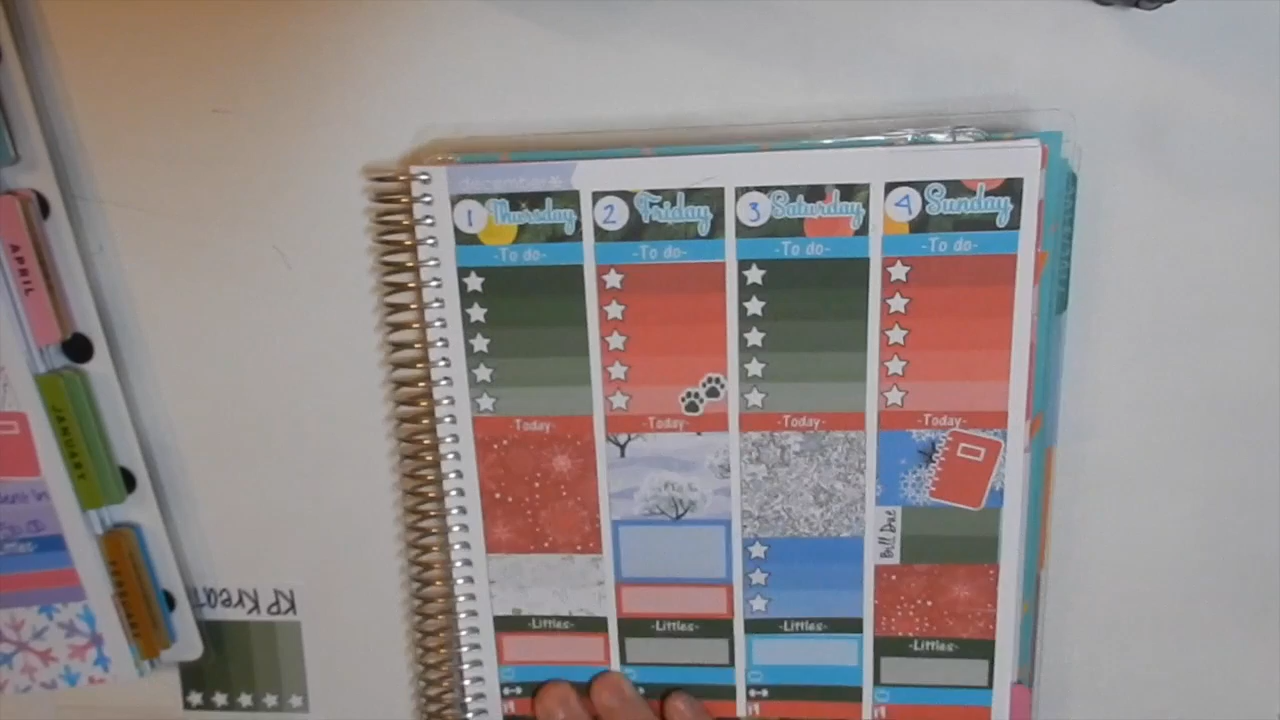 december
1 Thursday
2 Friday
3 Saturday
4 Sunday
-To do-
-To do-
-To do-
-To do-
-Today-
-Today-
-Today-
-Today-
Bill Due
-Littles-
-Littles-
-Littles-
-Littles-
APRIL
JANUARY
KP Kreat